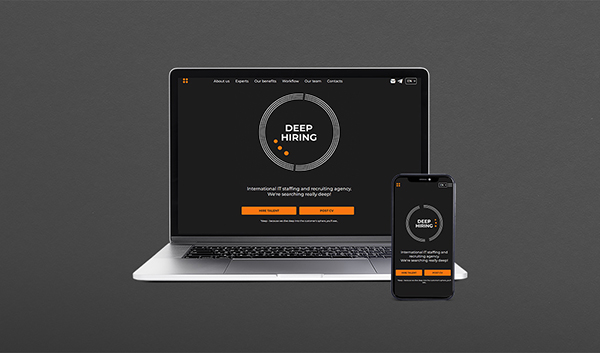 About us Experts Our benefits Workflow Our team Contacts EN
DEEP
HIRING
International IT staffing and recruiting agency.
We're searching really deep!
HIRE TALENT POST CV
EN
DEEP
HIRING
International IT staffing and
recruiting agency.
We're searching really deep!
HIRE TALENT POST CV